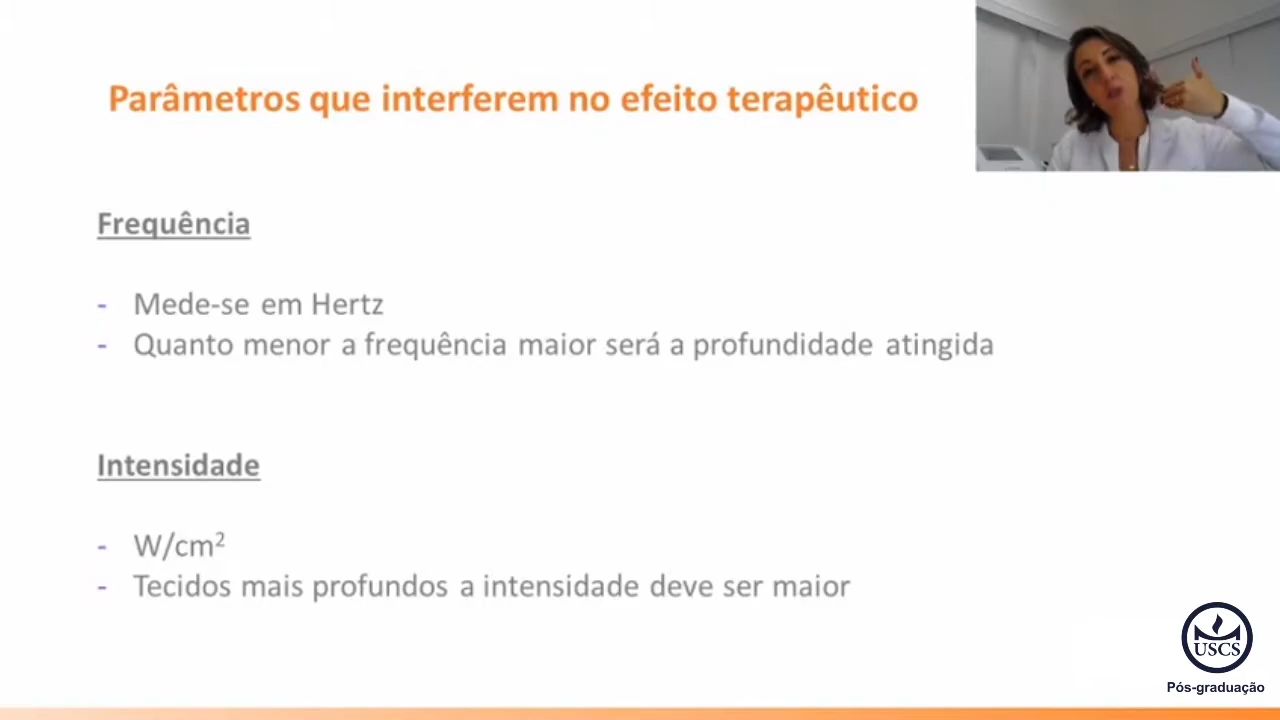 Parâmetros que interferem no efeito terapêutico
Frequência
- Mede-se em Hertz
- Quanto menor a frequência maior será a profundidade atingida
Intensidade
- W/cm²
- Tecidos mais profundos a intensidade deve ser maior
USCS
Pós-graduação